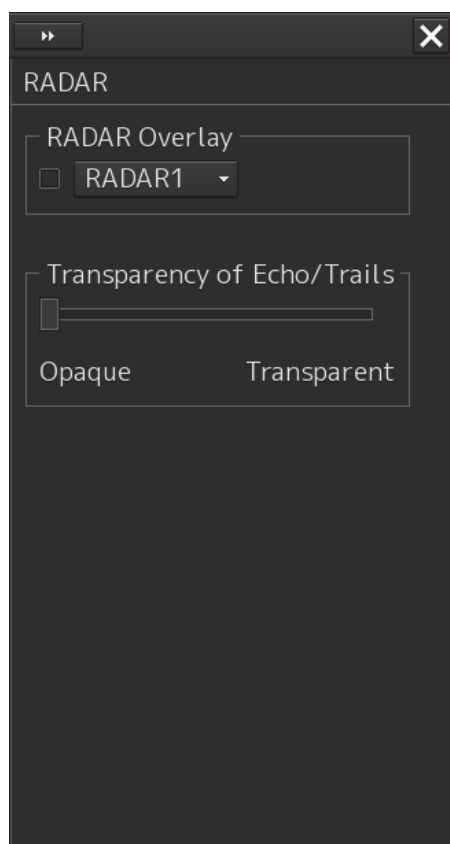 RADAR
RADAR Overlay
RADAR1
Transparency of Echo/Trails
Opaque Transparent